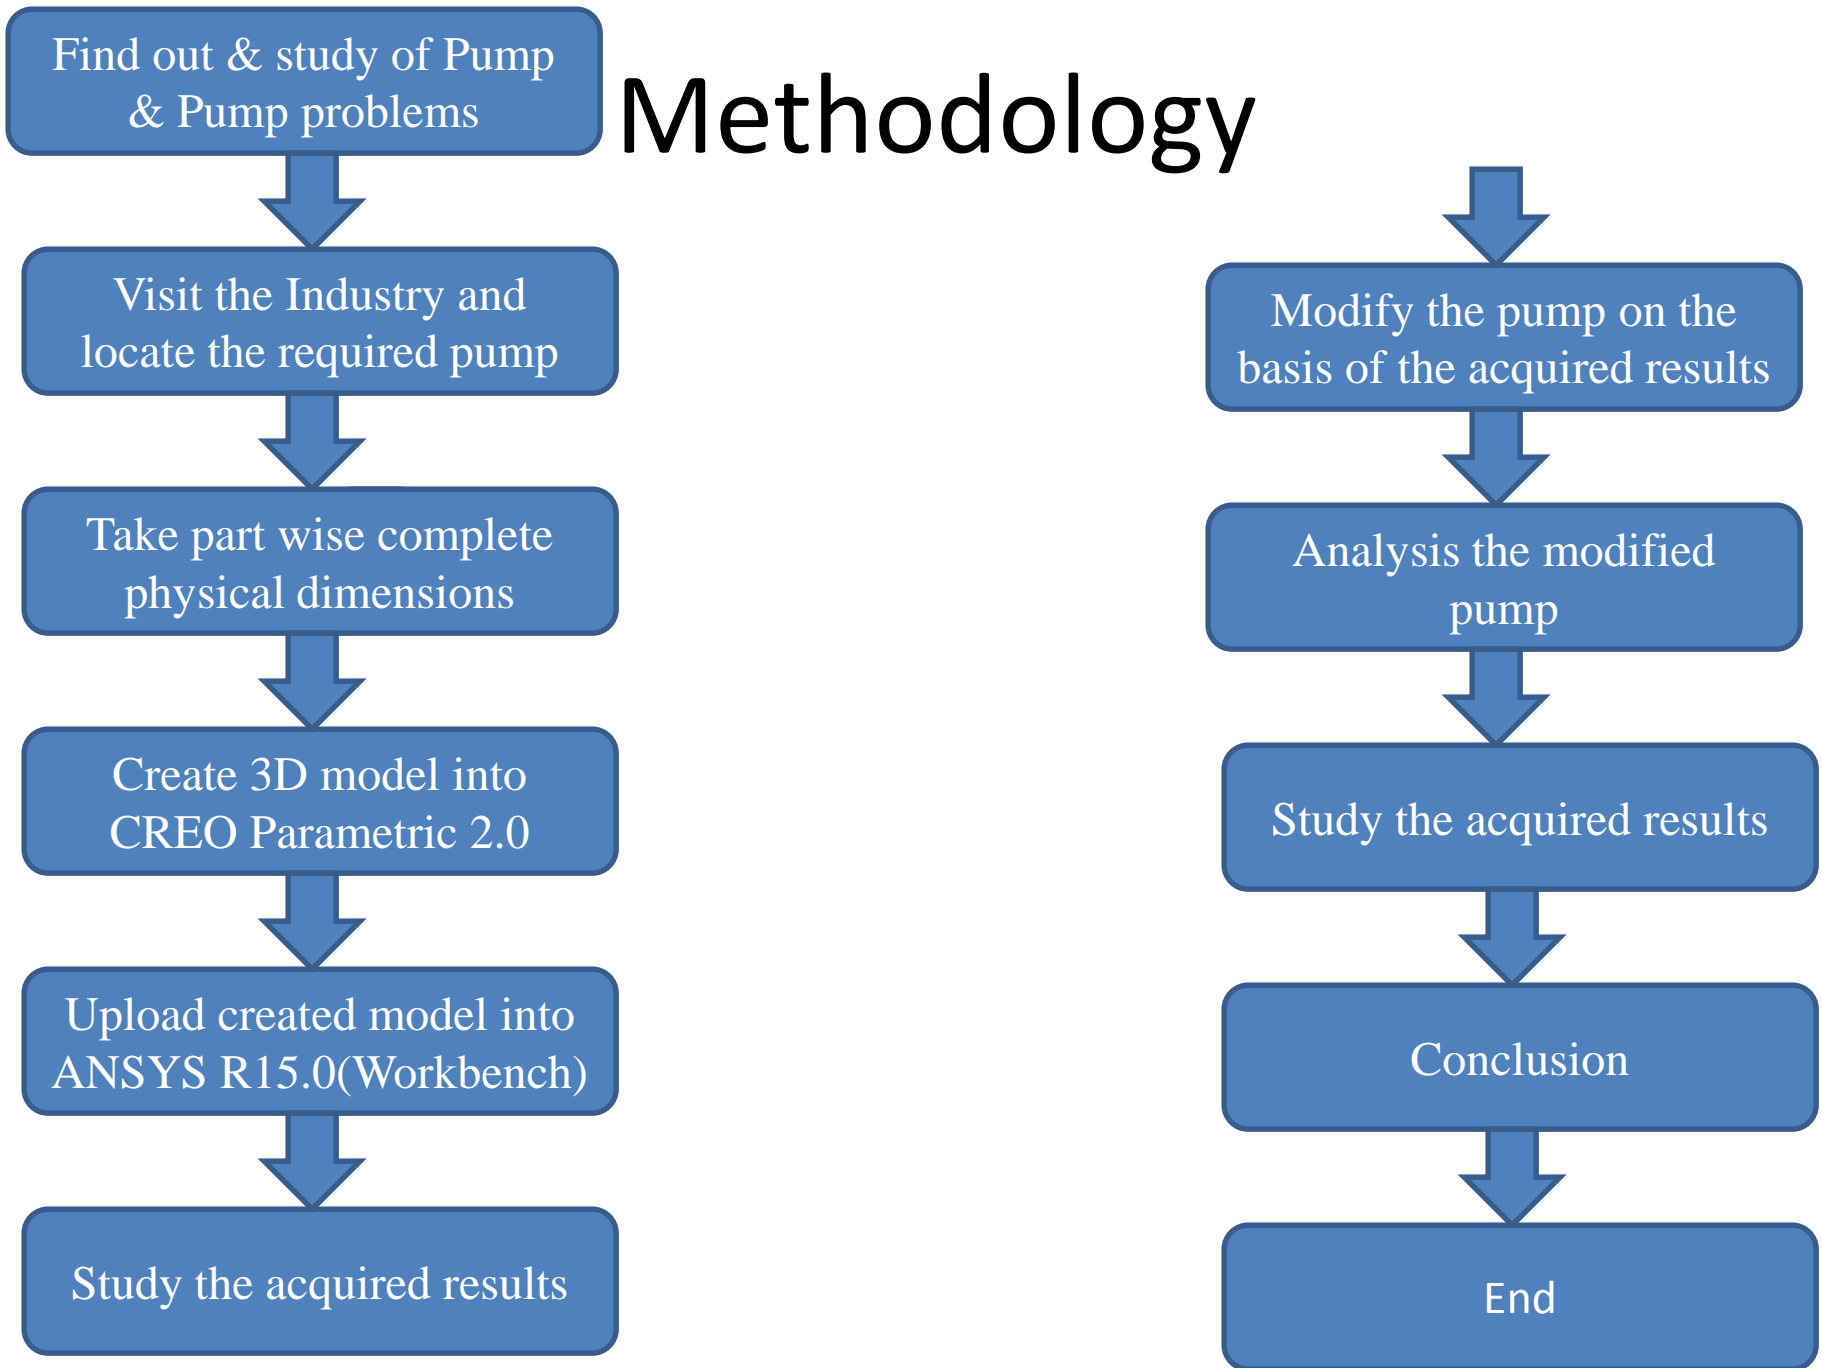 Methodology
Find out & study of Pump
& Pump problems
Visit the Industry and
locate the required pump
Take part wise complete
physical dimensions
Create 3D model into
CREO Parametric 2.0
Upload created model into
ANSYS R15.0(Workbench)
Study the acquired results
Modify the pump on the
basis of the acquired results
Analysis the modified
pump
Study the acquired results
Conclusion
End